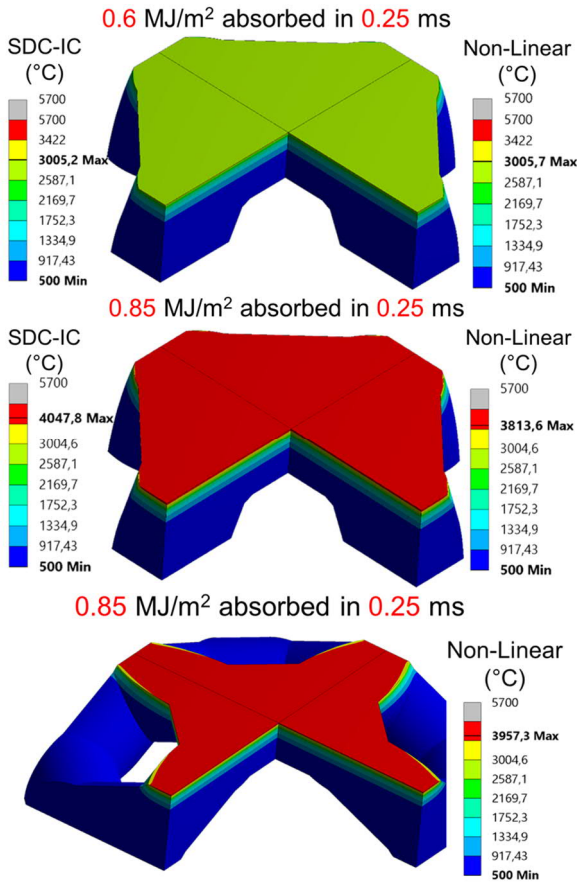 0.6 MJ/m² absorbed in 0.25 ms
SDC-IC
(°C)
5700
5700
3422
3005,2 Max
2587,1
2169,7
1752,3
1334,9
917,43
500 Min
Non-Linear
(°C)
5700
5700
3422
3005,7 Max
2587,1
2169,7
1752,3
1334,9
917,43
500 Min
0.85 MJ/m² absorbed in 0.25 ms
SDC-IC
(°C)
5700
4047,8 Max
3004,6
2587,1
2169,7
1752,3
1334,9
917,43
500 Min
Non-Linear
(°C)
5700
3813,6 Max
3004,6
2587,1
2169,7
1752,3
1334,9
917,43
500 Min
0.85 MJ/m² absorbed in 0.25 ms
Non-Linear
(°C)
5700
3957,3 Max
3004,6
2587,1
2169,7
1752,3
1334,9
917,43
500 Min